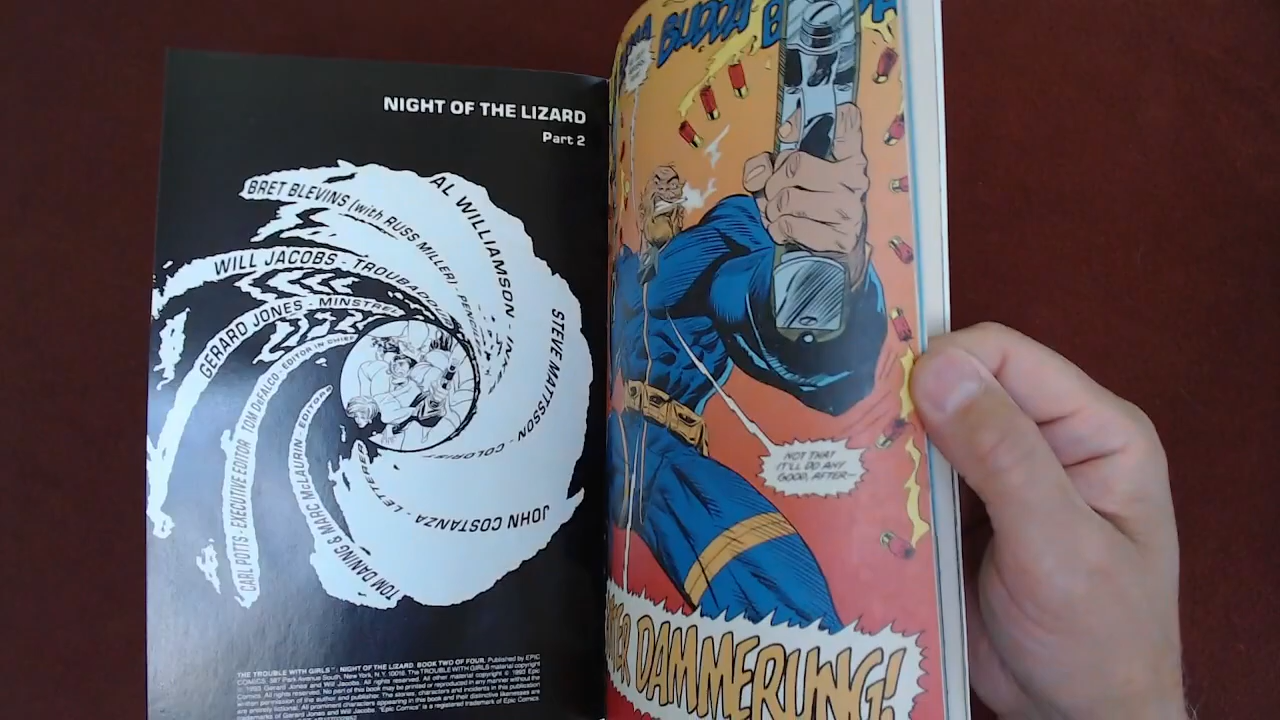 NIGHT OF THE LIZARD
Part 2
AL WILLIAMSON - INKER
BRET BLEVINS (with RUSS MILLER) - PENCILS
WILL JACOBS - TROUBADOUR
GERARD JONES - MINSTREL
STEVE MATTSSON - COLORIST
JOHN COSTANZA - LETTERER
TOM DANING & MARC McLAURIN - EDITORS
CARL POTTS - EXECUTIVE EDITOR TOM DeFALCO - EDITOR IN CHIEF
THE TROUBLE WITH GIRLS™: NIGHT OF THE LIZARD, BOOK TWO OF FOUR. Published by EPIC
COMICS, 387 Park Avenue South, New York, N.Y. 10016. The TROUBLE WITH GIRLS material copyright
© 1993 Gerard Jones and Will Jacobs. All rights reserved. All other material copyright © 1993 Epic
Comics. All rights reserved. No part of this book may be printed or reproduced in any manner without the
written permission of the author and publisher. The stories, characters and incidents in this publication
are entirely fictional. All prominent characters appearing in this book and their distinctive likenesses are
trademarks of Gerard Jones and Will Jacobs. "Epic Comics" is a registered trademark of Epic Comics.
BUDDA B
NOT THAT
IT'LL DO ANY
GOOD, AFTER--
DAMMERUNG!